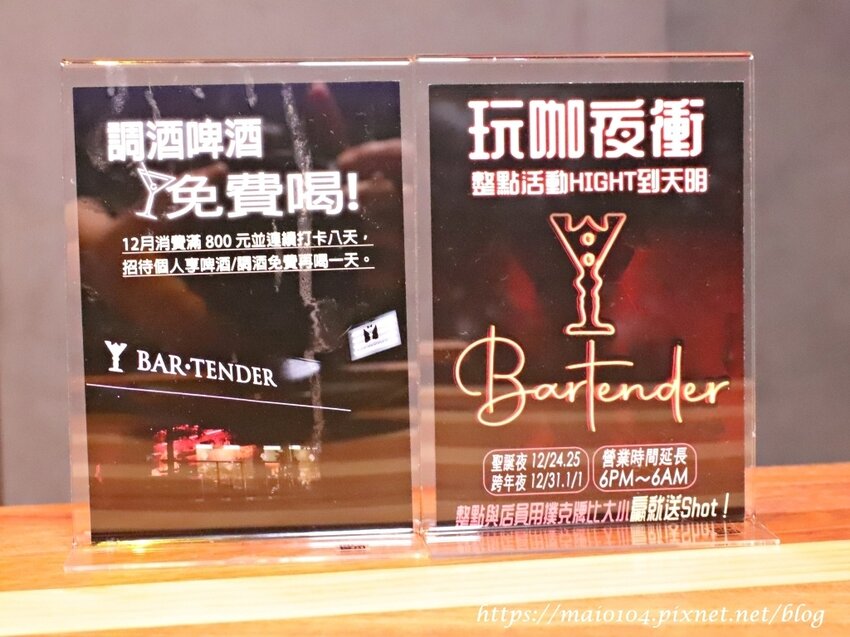 調酒啤酒
免費喝!
12月消費滿 800 元並連續打卡八天，
招待個人享啤酒/調酒免費再喝一天。
BAR·TENDER
玩咖夜衝
整點活動HIGHT到天明
Bartender
聖誕夜 12/24.25
跨年夜 12/31.1/1
營業時間延長
6PM～6AM
整點與店員用撲克牌比大小贏就送Shot！
https://mai0104.pixnet.net/blog